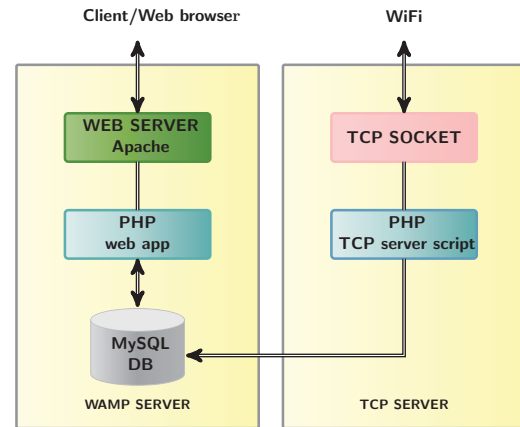 Client/Web browser
WiFi
WEB SERVER
Apache
TCP SOCKET
PHP
web app
PHP
TCP server script
MySQL
DB
WAMP SERVER
TCP SERVER